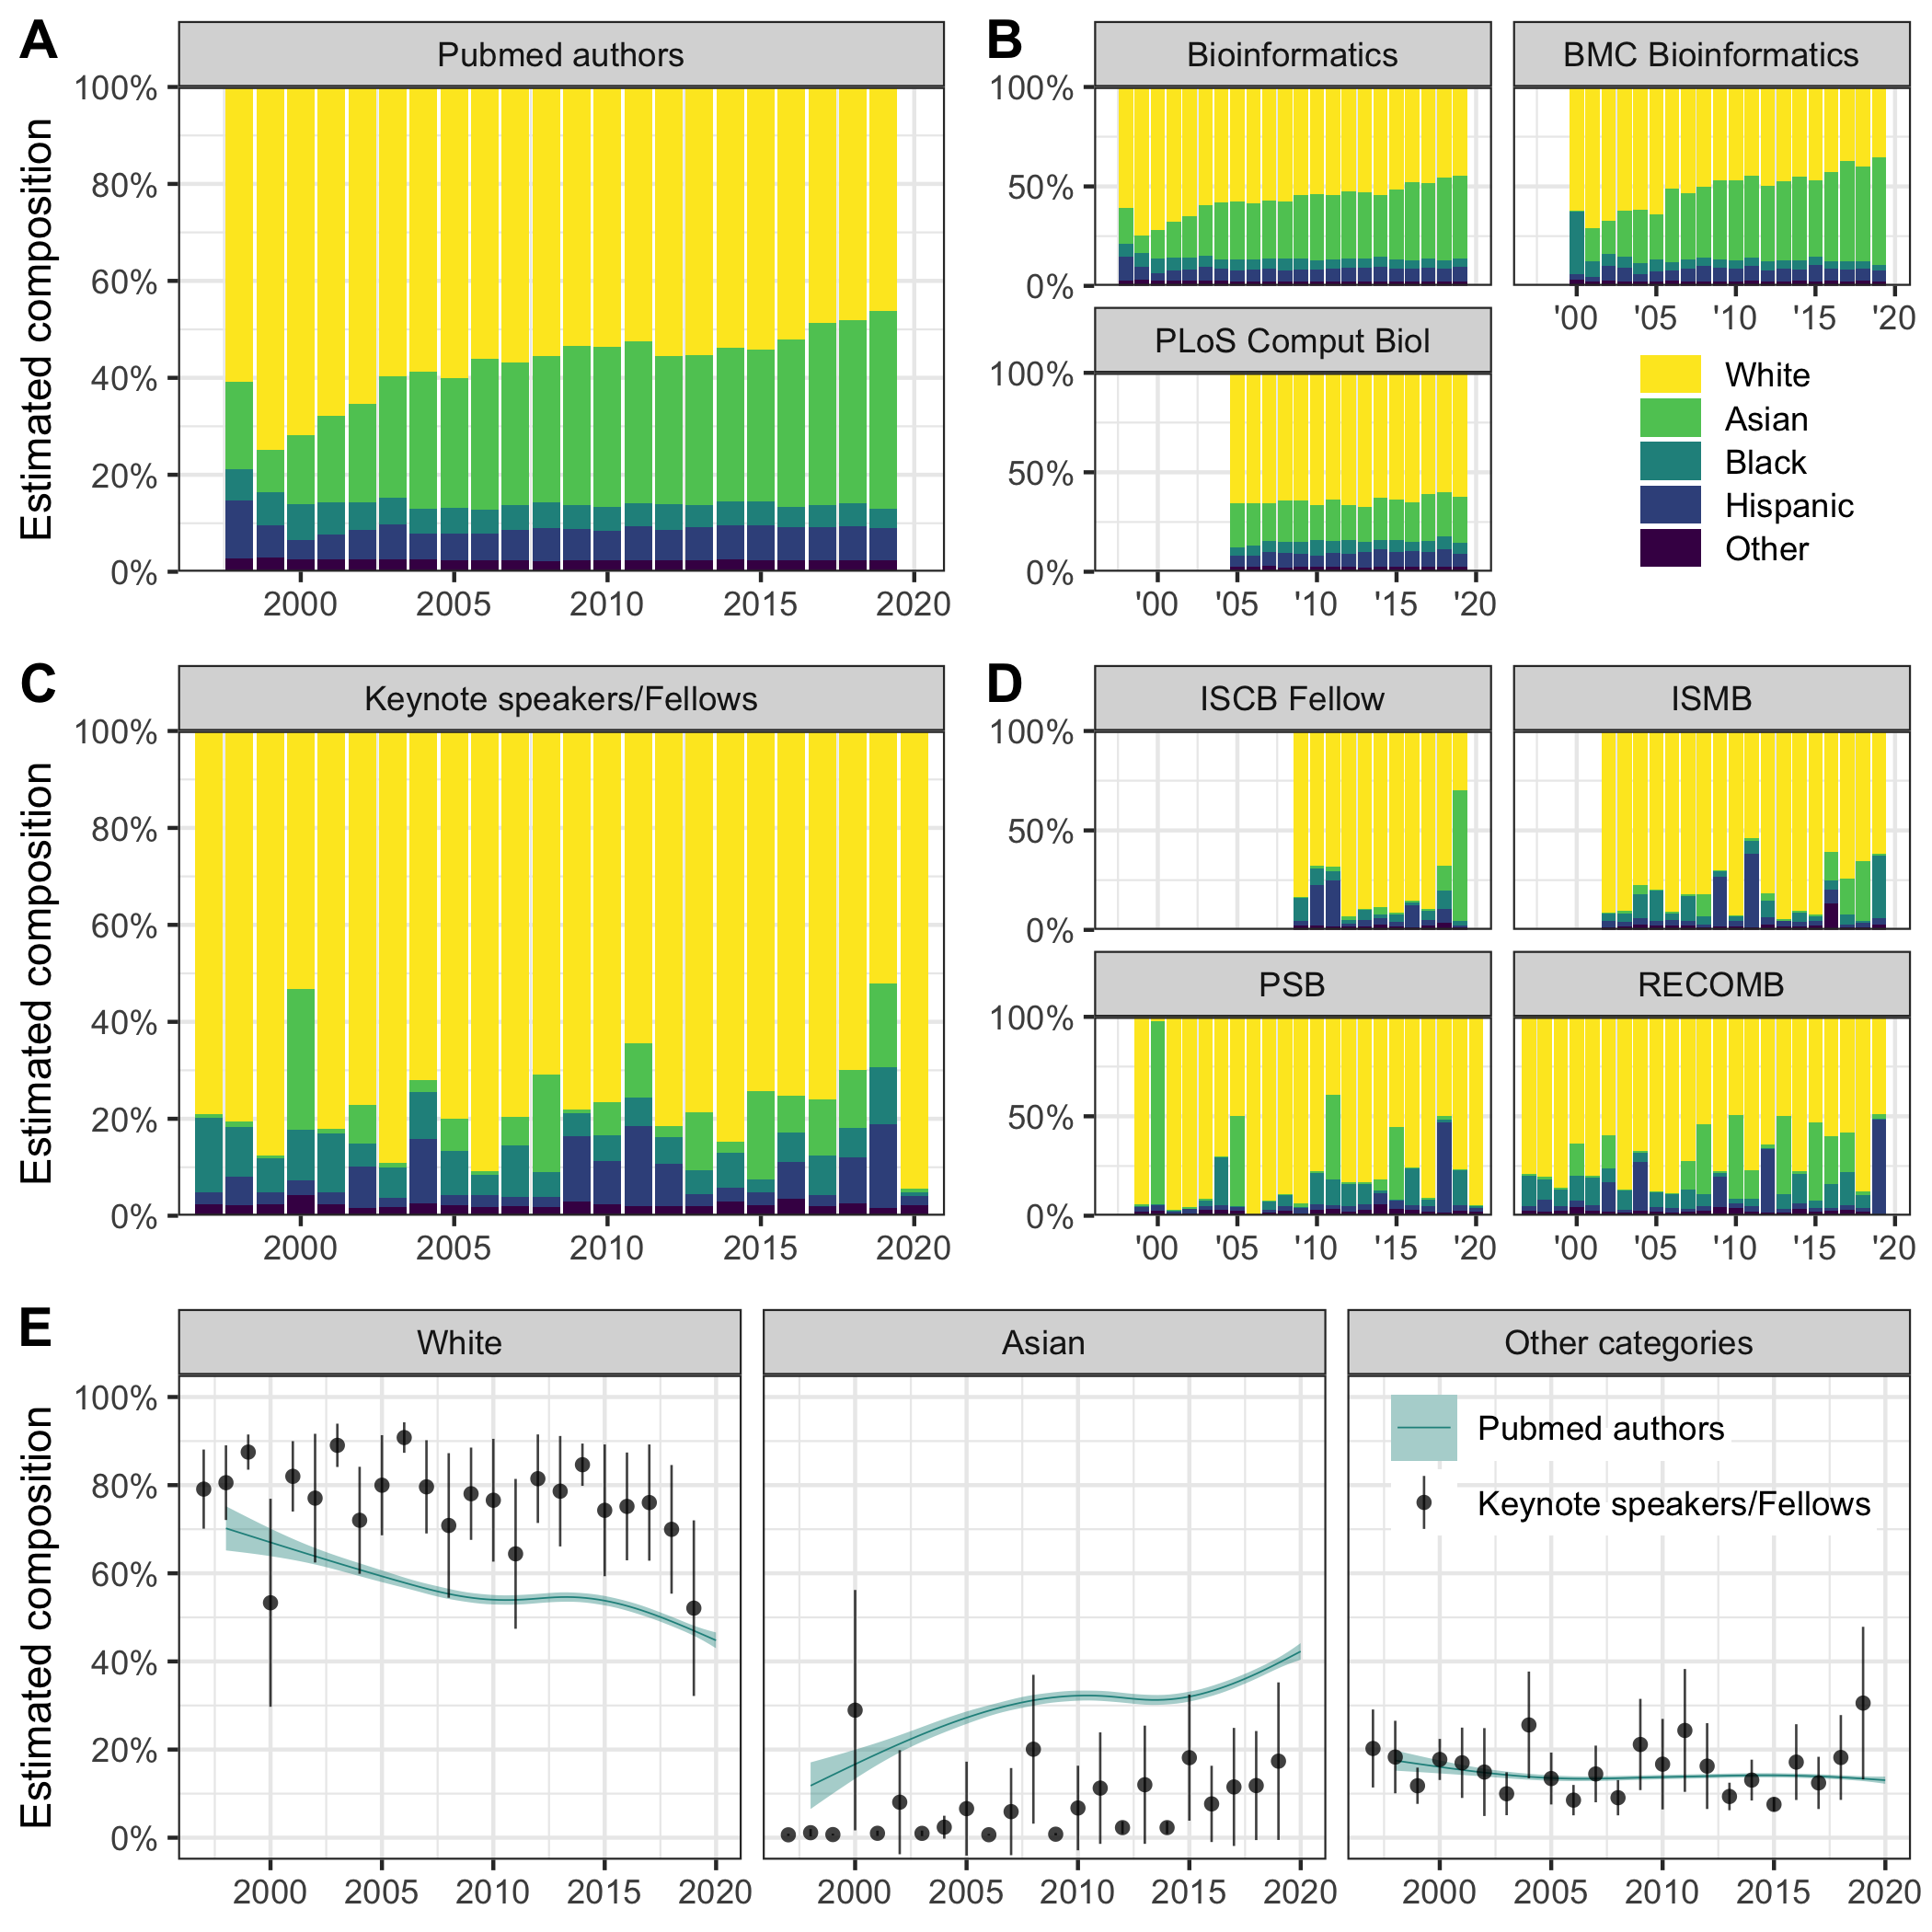 A
Pubmed authors
Estimated composition
100%
80%
60%
40%
20%
0%
2000 2005 2010 2015 2020
B
Bioinformatics
BMC Bioinformatics
100%
50%
0%
'00 '05 '10 '15 '20
PLoS Comput Biol
100%
50%
0%
'00 '05 '10 '15 '20
White
Asian
Black
Hispanic
Other
C
Keynote speakers/Fellows
Estimated composition
100%
80%
60%
40%
20%
0%
2000 2005 2010 2015 2020
D
ISCB Fellow
ISMB
100%
50%
0%
PSB
RECOMB
100%
50%
0%
'00 '05 '10 '15 '20
'00 '05 '10 '15 '20
E
White
Asian
Other categories
Estimated composition
100%
80%
60%
40%
20%
0%
Pubmed authors
Keynote speakers/Fellows
2000 2005 2010 2015 2020
2000 2005 2010 2015 2020
2000 2005 2010 2015 2020